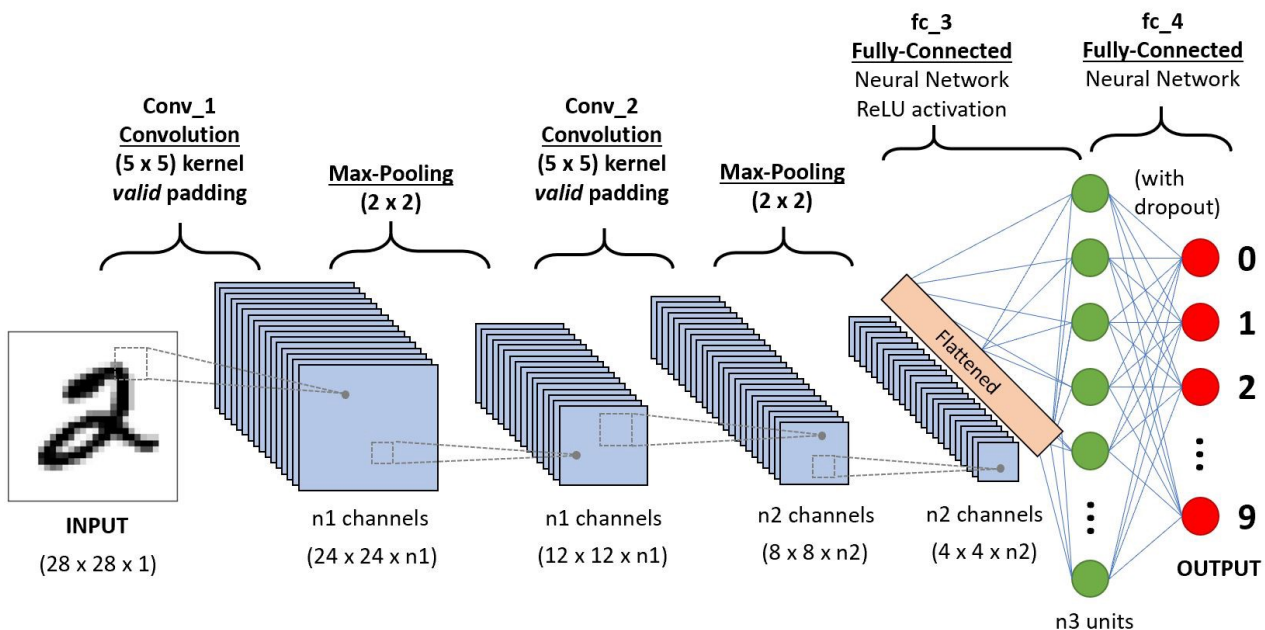 Conv_1
Convolution
(5 x 5) kernel
valid padding
Max-Pooling
(2 x 2)
Conv_2
Convolution
(5 x 5) kernel
valid padding
Max-Pooling
(2 x 2)
fc_3
Fully-Connected
Neural Network
ReLU activation
fc_4
Fully-Connected
Neural Network
(with
dropout)
Flattened
0
1
2
9
OUTPUT
2
INPUT
(28 x 28 x 1)
n1 channels
(24 x 24 x n1)
n1 channels
(12 x 12 x n1)
n2 channels
(8 x 8 x n2)
n2 channels
(4 x 4 x n2)
n3 units